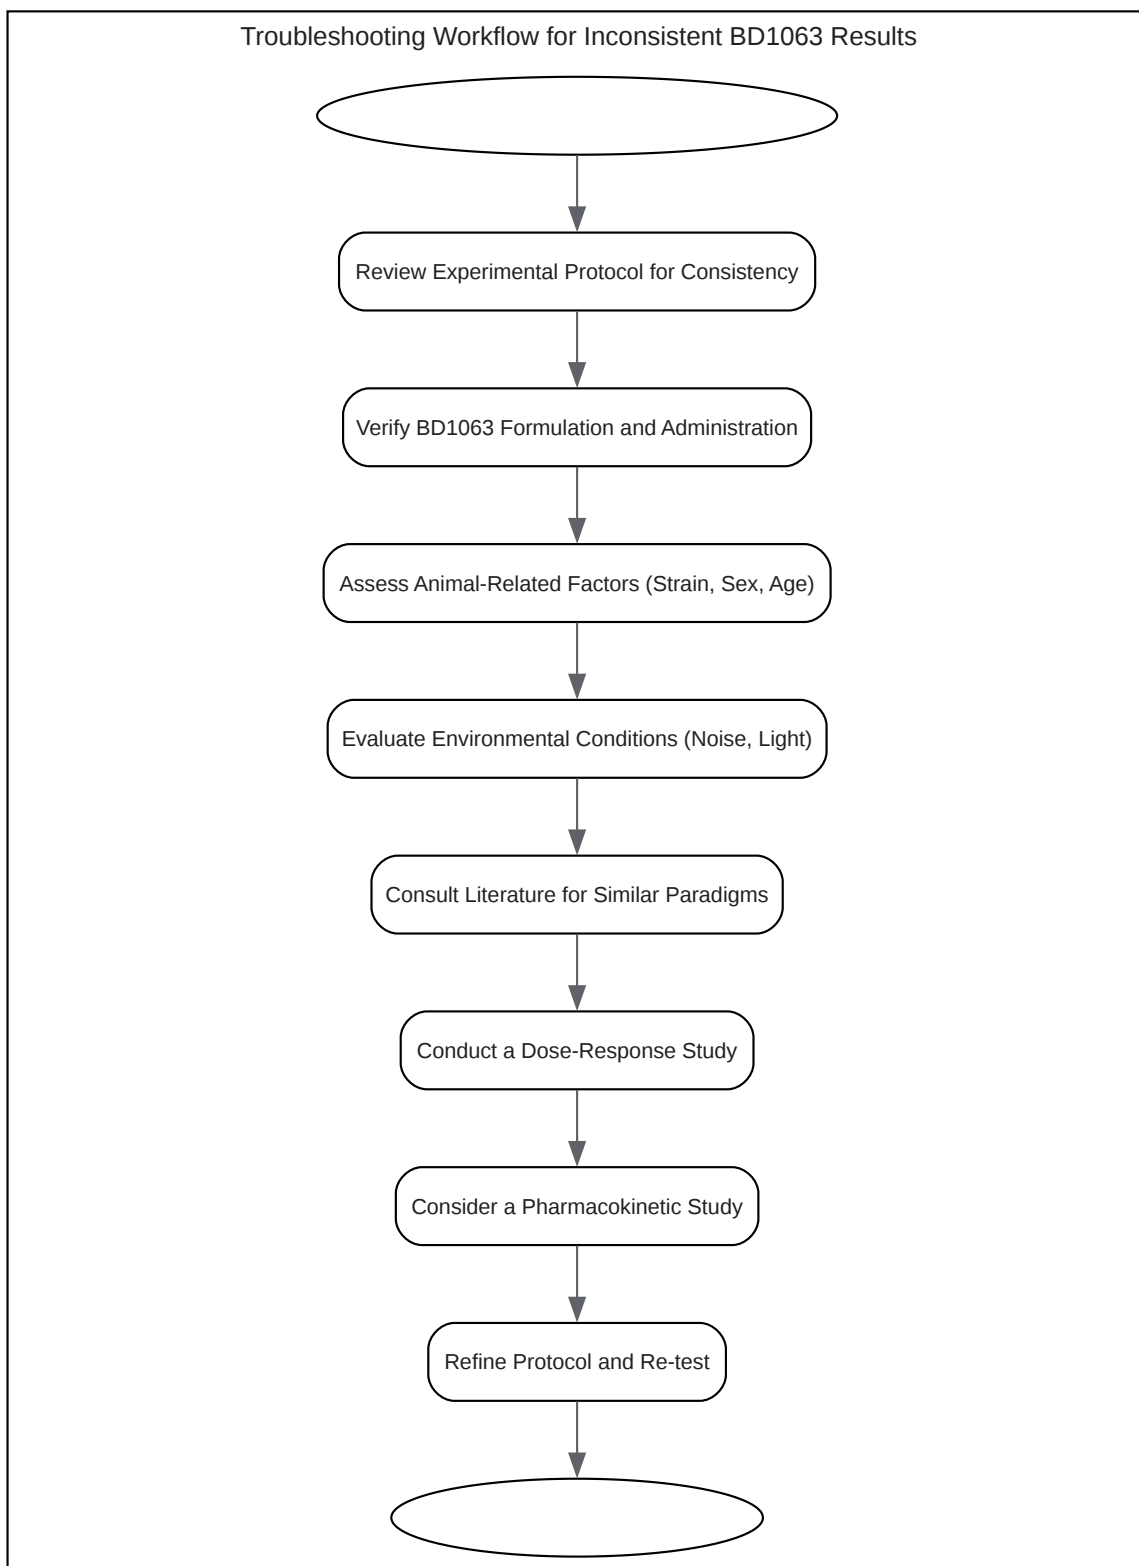 Troubleshooting Workflow for Inconsistent BD1063 Results
Review Experimental Protocol for Consistency
Verify BD1063 Formulation and Administration
Assess Animal-Related Factors (Strain, Sex, Age)
Evaluate Environmental Conditions (Noise, Light)
Consult Literature for Similar Paradigms
Conduct a Dose-Response Study
Consider a Pharmacokinetic Study
Refine Protocol and Re-test